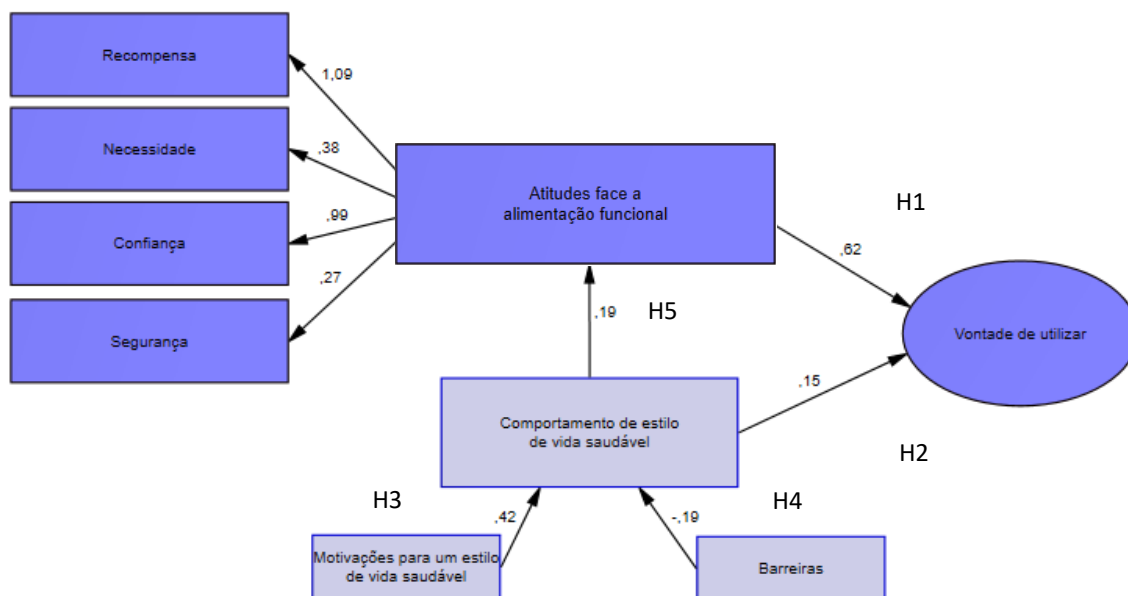 Recompensa
1,09
Necessidade
,38
Atitudes face a
alimentação funcional
H1
Confiança
,99
,62
,27
Segurança
,19
H5
Vontade de utilizar
,15
Comportamento de estilo
de vida saudável
H2
H3
H4
,42
-,19
Motivações para um estilo
de vida saudável
Barreiras